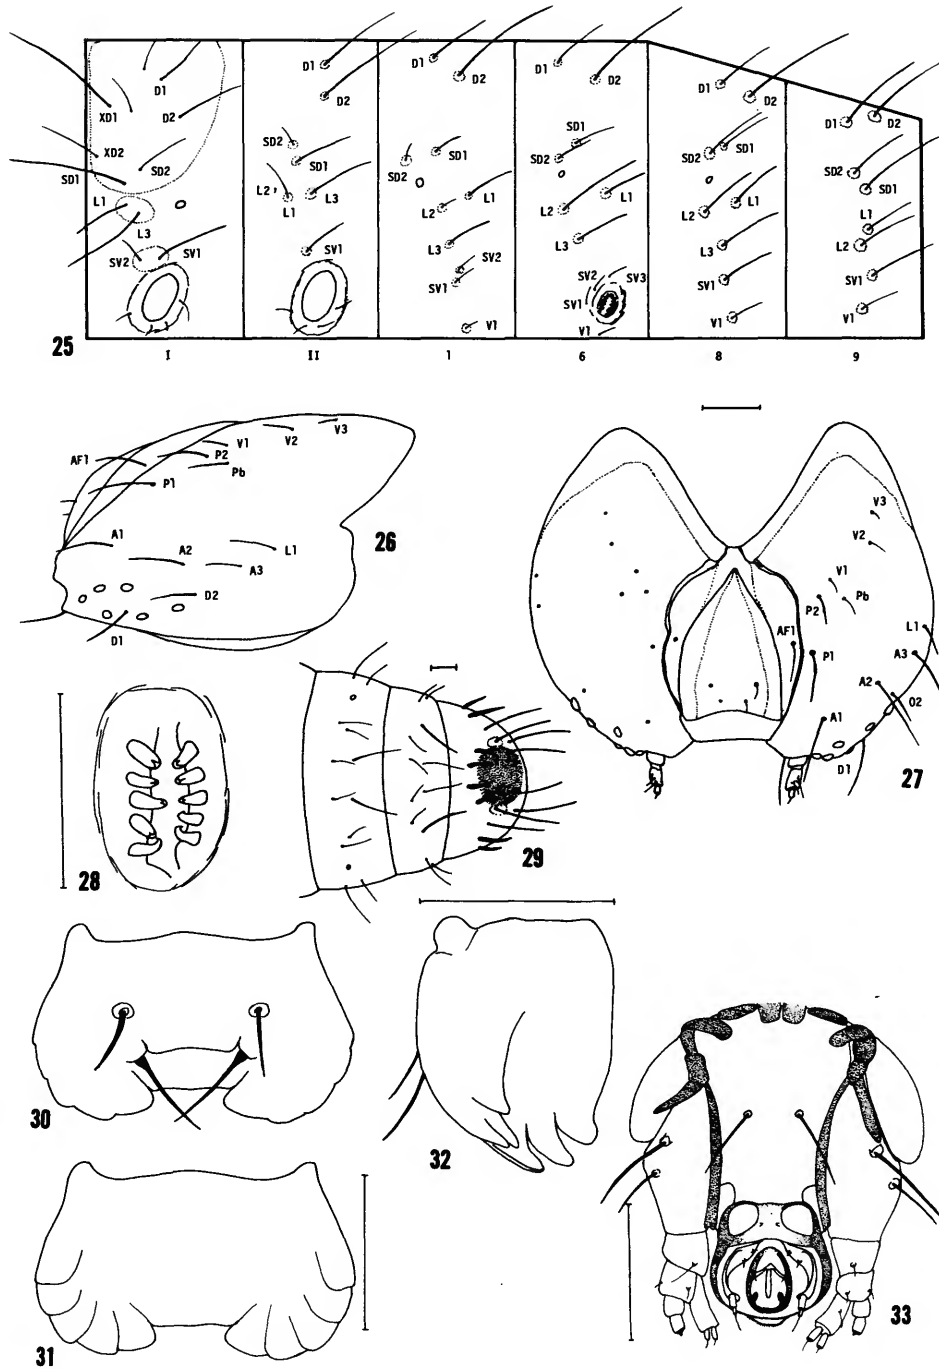 D1 D1 D1 D1 D1
D2 D2 D2 D2 D1 D2
XD1 D2
SD2 SD1 SD1 SD1 SD2 SD1
XD2 SD2 SD2 SD2 SD2 SD1
SD1
L1 L2 L1 L3 L2 L1 L2 L1 L2 L1 L1
L3 L3 L3 L3 L2
SV2 SV1 SV1 SV2 SV2 SV3 SV1 SV1
SV1 SV1
V1 V1 V1 V1
25
I II 1 6 8 9
AF1 V1 V2 V3
P2
P1 Pb
A1 A2 A3 L1
D2
D1
26
V3
V2
V1
P2 Pb
AF1 P1 L1
A3
A2 O2
A1
D1
27
28
29
30
31
32
33